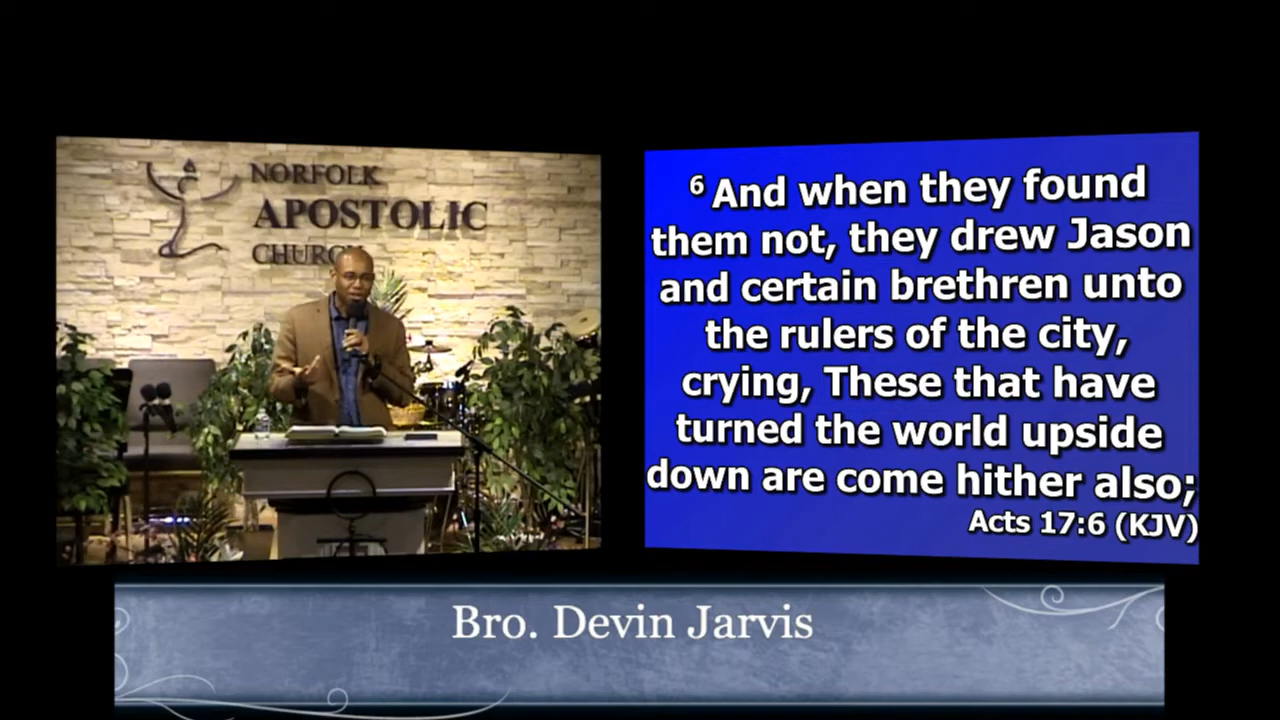 NORFOLK
APOSTOLIC
CHURCH
6 And when they found
them not, they drew Jason
and certain brethren unto
the rulers of the city,
crying, These that have
turned the world upside
down are come hither also;
Acts 17:6 (KJV)
Bro. Devin Jarvis